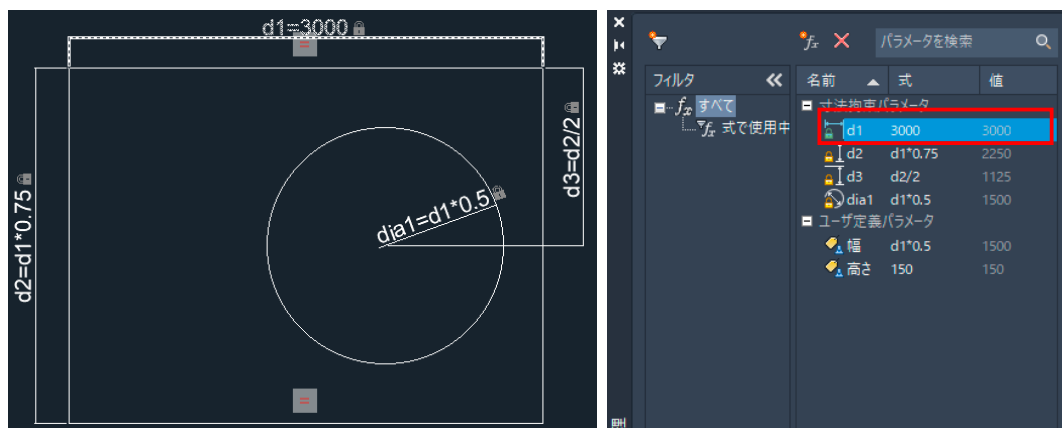 d1=3000
=
d2=d1*0.75
dia1=d1*0.5
d3=d2/2
=
fx
パラメータを検索
フィルタ
名前 式 値
fx すべて
fx 式で使用中
寸法拘束パラメータ
d1 3000 3000
d2 d1*0.75 2250
d3 d2/2 1125
dia1 d1*0.5 1500
ユーザ定義パラメータ
幅 d1*0.5 1500
高さ 150 150